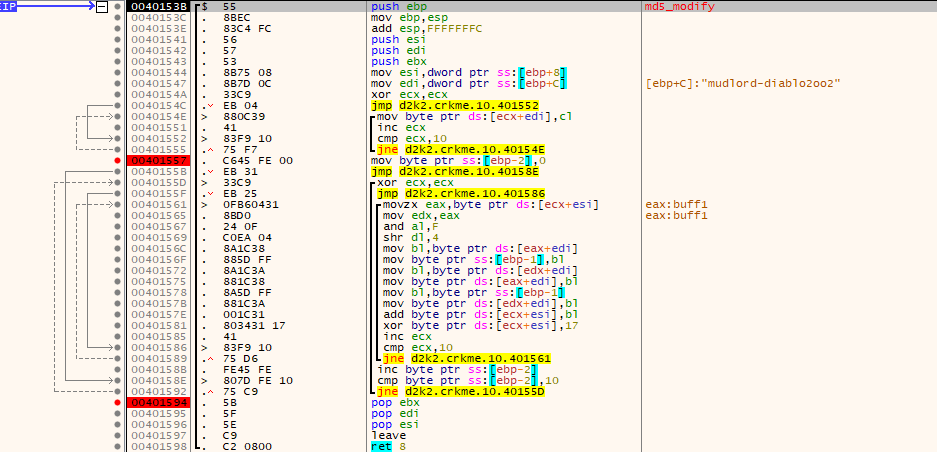 EIP 0040153B $ 55 push ebp md5_modify
0040153C . 8BEC mov ebp,esp
0040153E . 83C4 FC add esp,FFFFFFFC
00401541 . 56 push esi
00401542 . 57 push edi
00401543 . 53 push ebx
00401544 . 8B75 08 mov esi,dword ptr ss:[ebp+8]
00401547 . 8B7D 0C mov edi,dword ptr ss:[ebp+C] [ebp+C]:"mudlord-diablo2oo2"
0040154A . 33C9 xor ecx,ecx
0040154C . EB 04 jmp d2k2.crkme.10.401552
0040154E > 880C39 mov byte ptr ds:[ecx+edi],cl
00401551 . 41 inc ecx
00401552 > 83F9 10 cmp ecx,10
00401555 . 75 F7 jne d2k2.crkme.10.40154E
00401557 . C645 FE 00 mov byte ptr ss:[ebp-2],0
0040155B . EB 31 jmp d2k2.crkme.10.40158E
0040155D > 33C9 xor ecx,ecx
0040155F . EB 25 jmp d2k2.crkme.10.401586
00401561 > 0FB60431 movzx eax,byte ptr ds:[ecx+esi] eax:buff1
00401565 . 8BD0 mov edx,eax eax:buff1
00401567 . 24 0F and al,F
00401569 . C0EA 04 shr dl,4
0040156C . 8A1C38 mov bl,byte ptr ds:[eax+edi]
0040156F . 885D FF mov byte ptr ss:[ebp-1],bl
00401572 . 8A1C3A mov bl,byte ptr ds:[edx+edi]
00401575 . 881C38 mov byte ptr ds:[eax+edi],bl
00401578 . 8A5D FF mov bl,byte ptr ss:[ebp-1]
0040157B . 881C3A mov byte ptr ds:[edx+edi],bl
0040157E . 001C31 add byte ptr ds:[ecx+esi],bl
00401581 . 803431 17 xor byte ptr ds:[ecx+esi],17
00401585 . 41 inc ecx
00401586 > 83F9 10 cmp ecx,10
00401589 . 75 D6 jne d2k2.crkme.10.401561
0040158B . FE45 FE inc byte ptr ss:[ebp-2]
0040158E > 807D FE 10 cmp byte ptr ss:[ebp-2],10
00401592 . 75 C9 jne d2k2.crkme.10.40155D
00401594 . 5B pop ebx
00401595 . 5F pop edi
00401596 . 5E pop esi
00401597 . C9 leave
00401598 . C2 0800 ret 8